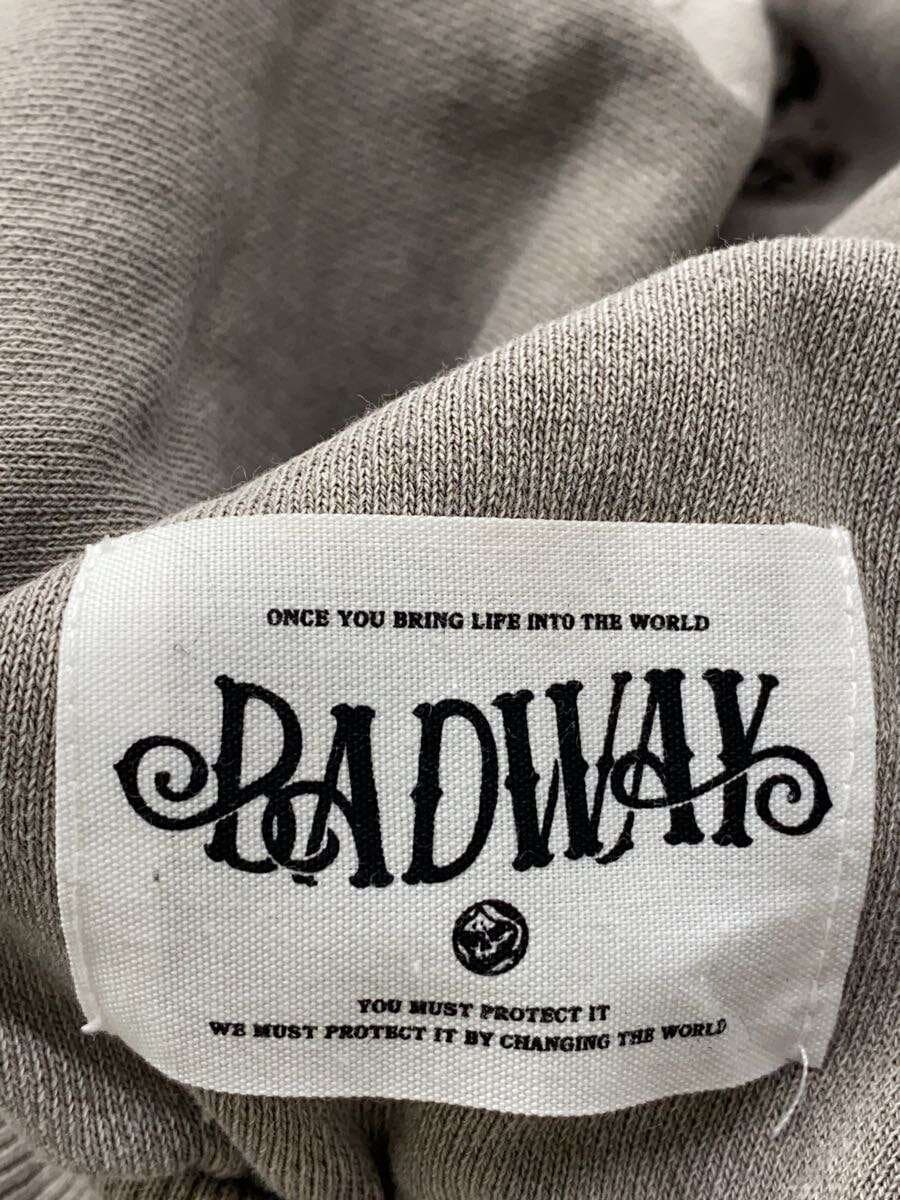 ONCE YOU BRING LIFE INTO THE WORLD
BADWAY
YOU MUST PROTECT IT
WE MUST PROTECT IT BY CHANGING THE WORLD